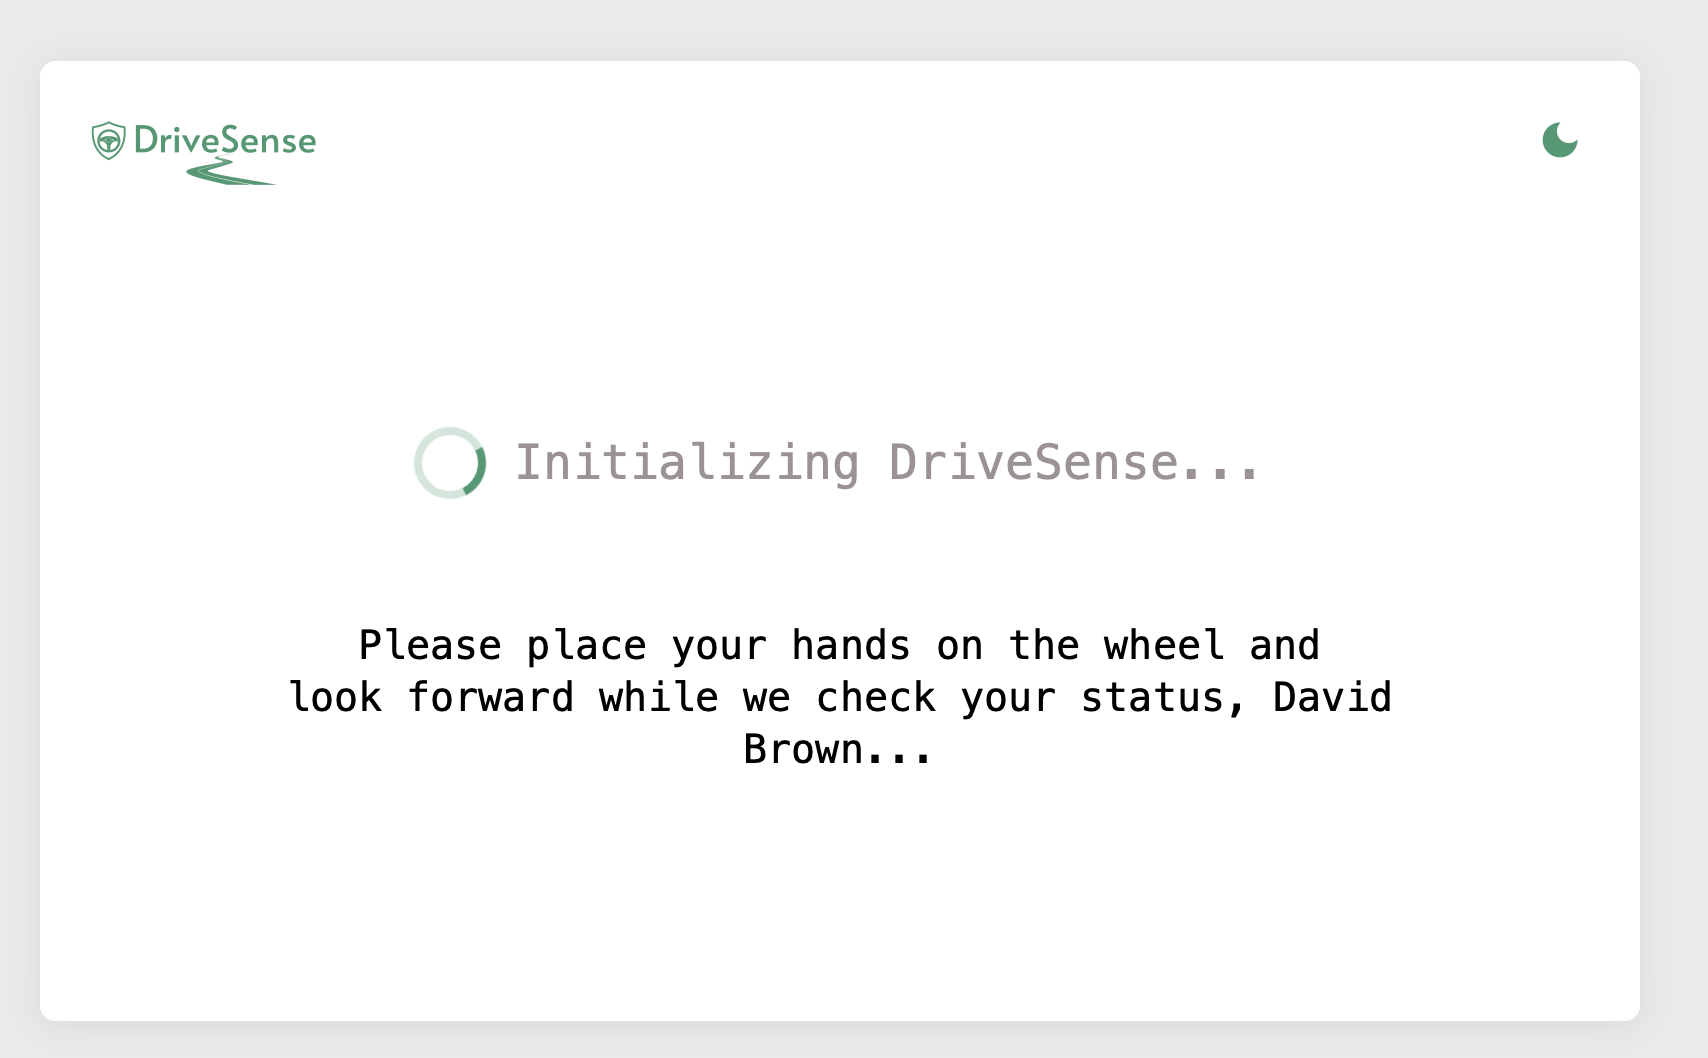 DriveSense
Initializing DriveSense...
Please place your hands on the wheel and
look forward while we check your status, David
Brown...